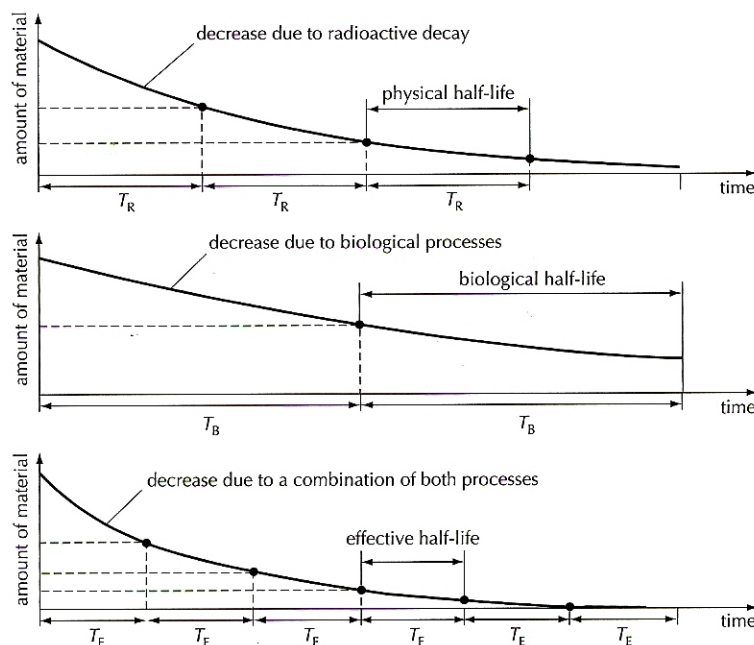 amount of material
decrease due to radioactive decay
physical half-life
time
T_R
T_R
T_R
amount of material
decrease due to biological processes
biological half-life
time
T_B
T_B
amount of material
decrease due to a combination of both processes
effective half-life
time
T_E
T_E
T_E
T_E
T_E
T_E